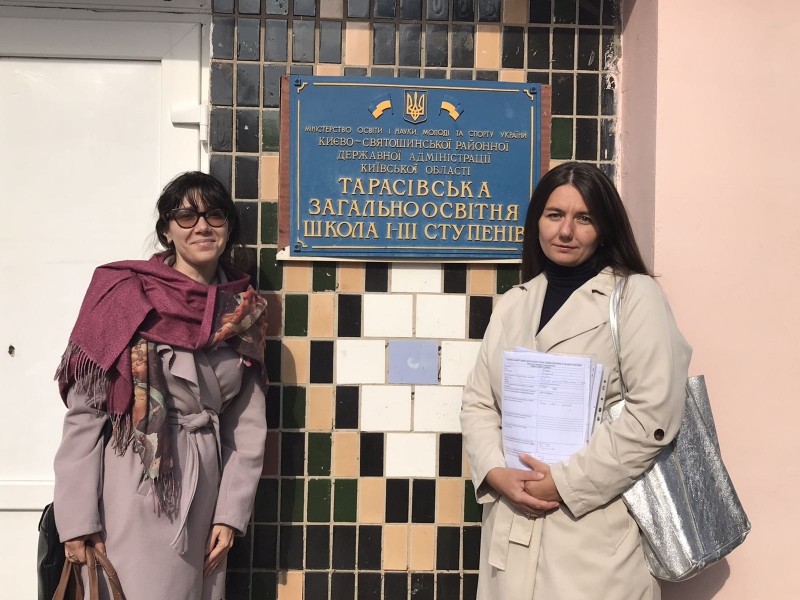 МІНІСТЕРСТВО ОСВІТИ І НАУКИ, МОЛОДІ ТА СПОРТУ УКРАЇНИ
КИЄВО-СВЯТОШИНСЬКОЇ РАЙОННОЇ
ДЕРЖАВНОЇ АДМІНІСТРАЦІЇ
КИЇВСЬКОЇ ОБЛАСТІ
ТАРАСІВСЬКА
ЗАГАЛЬНООСВІТНЯ
ШКОЛА І-ІІІ СТУПЕНІВ